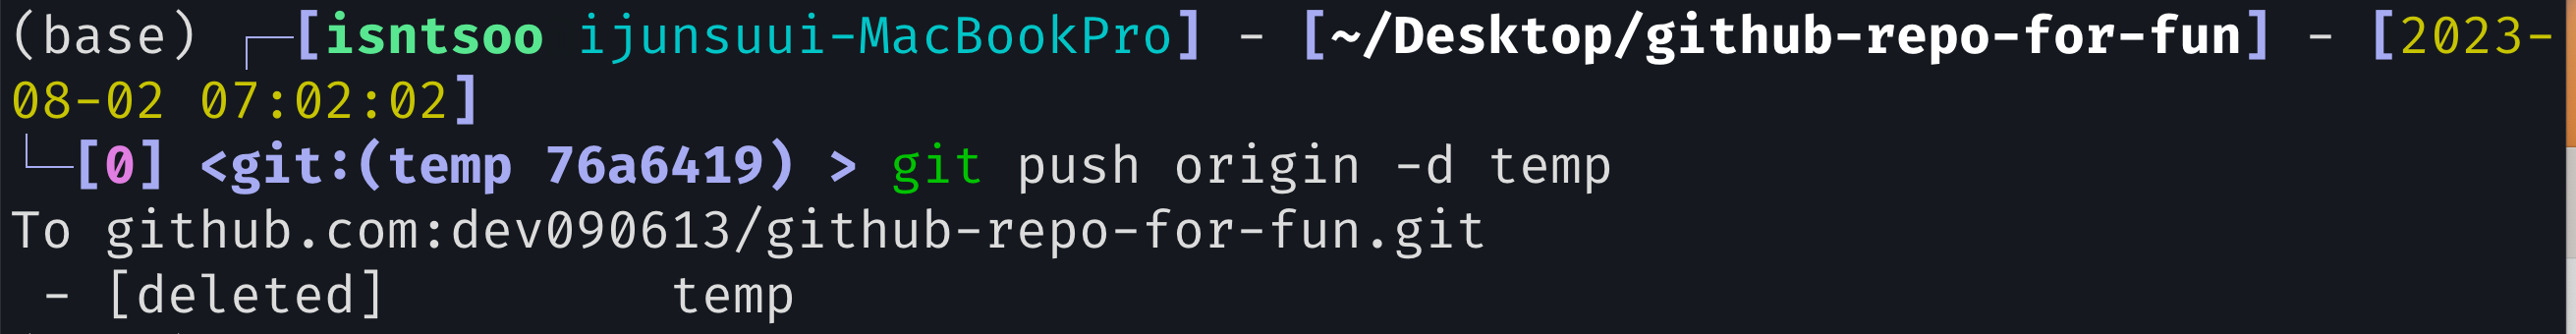 (base) ┌─[isntsoo ijunsuui-MacBookPro] - [~/Desktop/github-repo-for-fun] - [2023-
08-02 07:02:02]
└─[0] <git:(temp 76a6419) > git push origin -d temp
To github.com:dev090613/github-repo-for-fun.git
 - [deleted]         temp